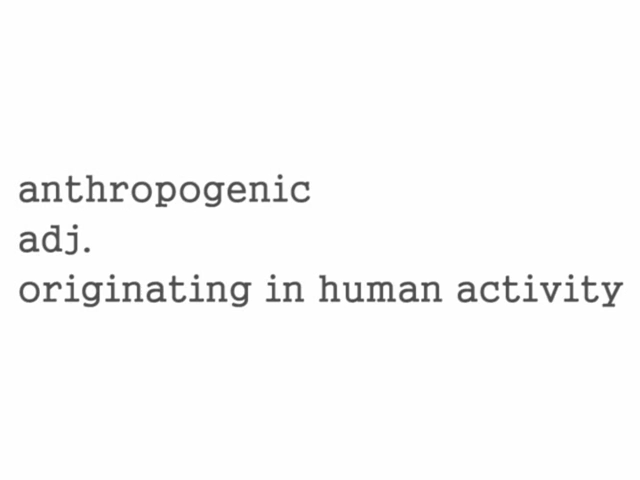 anthropogenic
adj.
originating in human activity